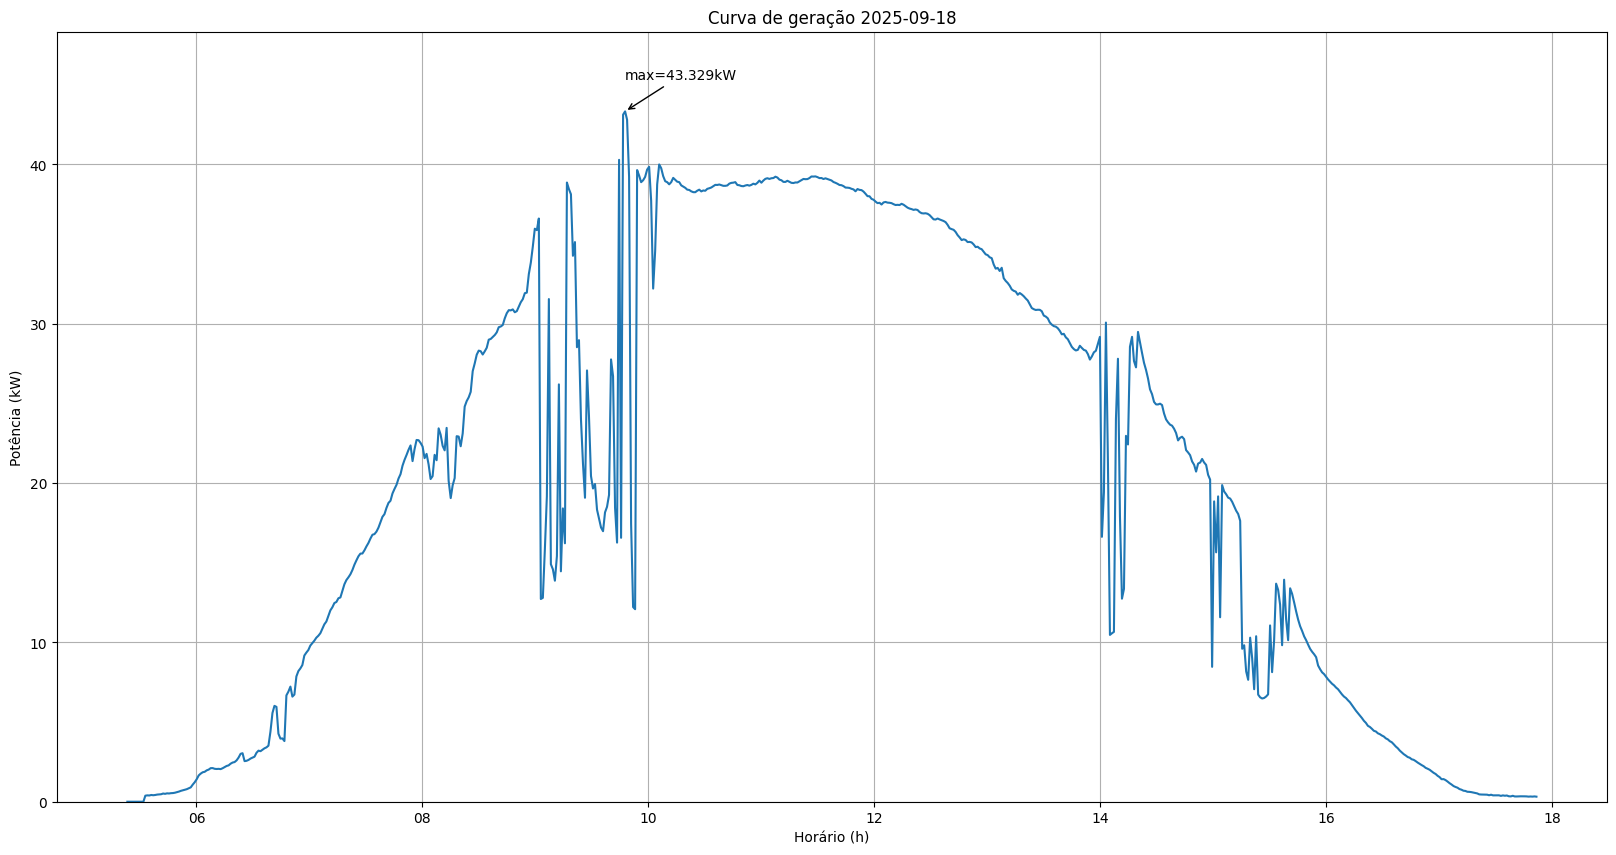 Curva de geração 2025-09-18
max=43.329kW
40
30
20
10
0
Potência (kW)
06 08 10 12 14 16 18
Horário (h)